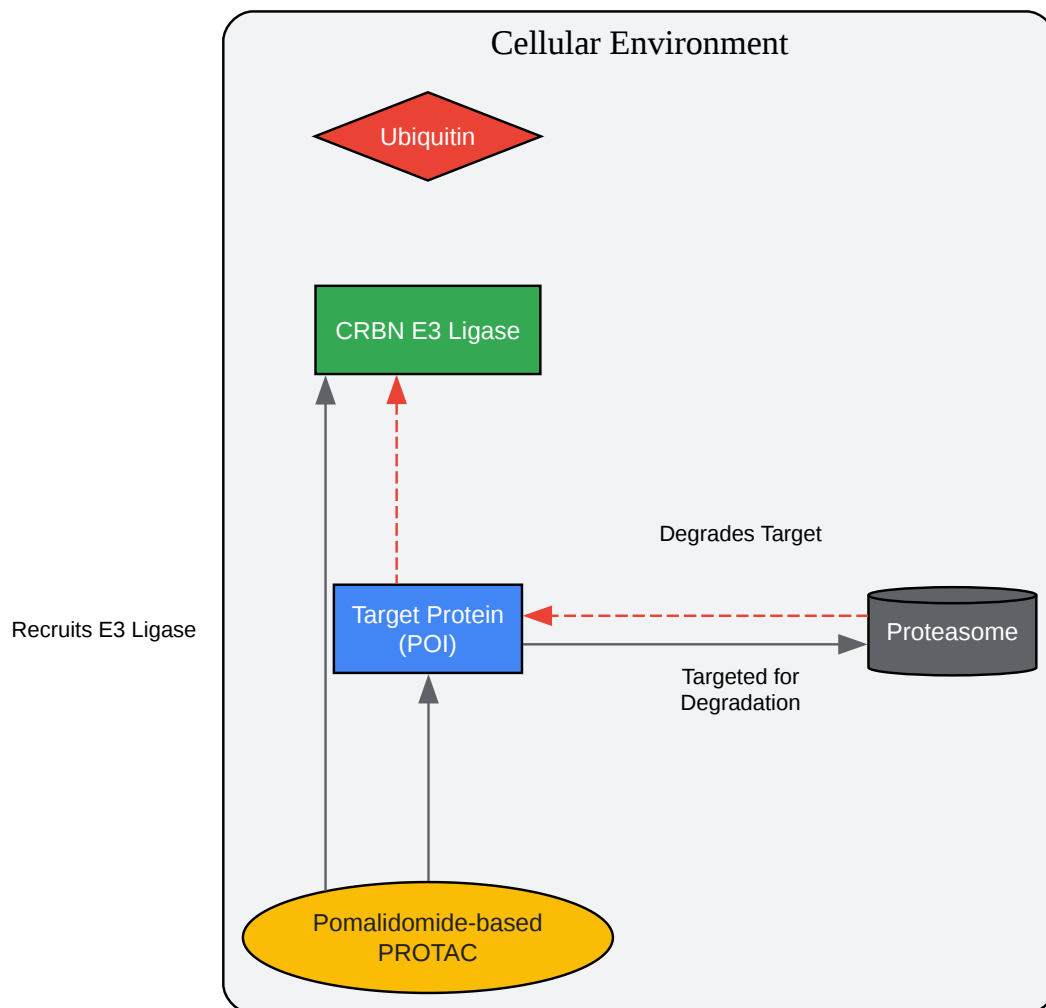 Cellular Environment
Ubiquitin
CRBN E3 Ligase
Degrades Target
Target Protein
(POI)
Proteasome
Recruits E3 Ligase
Targeted for
Degradation
Pomalidomide-based
PROTAC